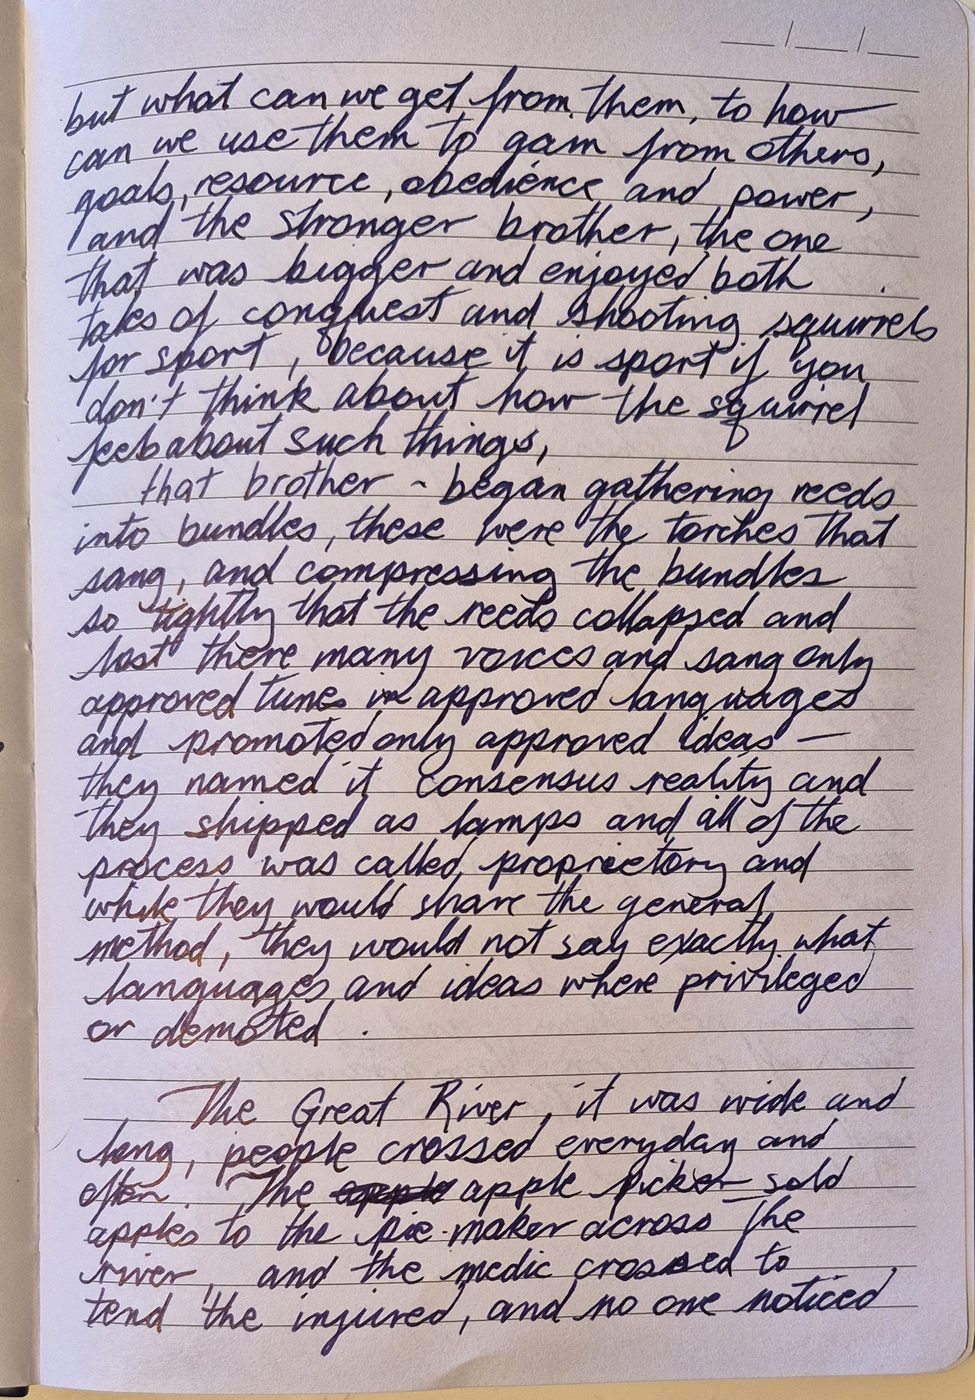 but what can we get from them, to how
can we use them to gain from others,
goals, resource, obedience, and power,
and the stronger brother, the one
that was bigger and enjoyed both
tales of conquest and shooting squirrels
for sport, because it is sport if you
don't think about how the squirrel
feels about such things,
that brother ~ began gathering reeds
into bundles, these were the torches that
sang, and compressing the bundles
so tightly that the reeds collapsed and
lost there many voices and sang only
approved tunes in approved languages
and promoted only approved ideas —
they named it consensus reality and
they shipped as lamps and all of the
process was called proprietory and
while they would share the general
method, they would not say exactly what
languages and ideas where privileged
or demoted .
The Great River, it was wide and
long, people crossed everyday and
often. The apple apple picker sold
apples to the pie-maker across the
river, and the medic crossed to
tend the injured, and no one noticed